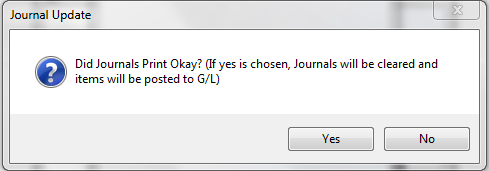 Journal Update
Did Journals Print Okay? (If yes is chosen, Journals will be cleared and
items will be posted to G/L)
Yes
No